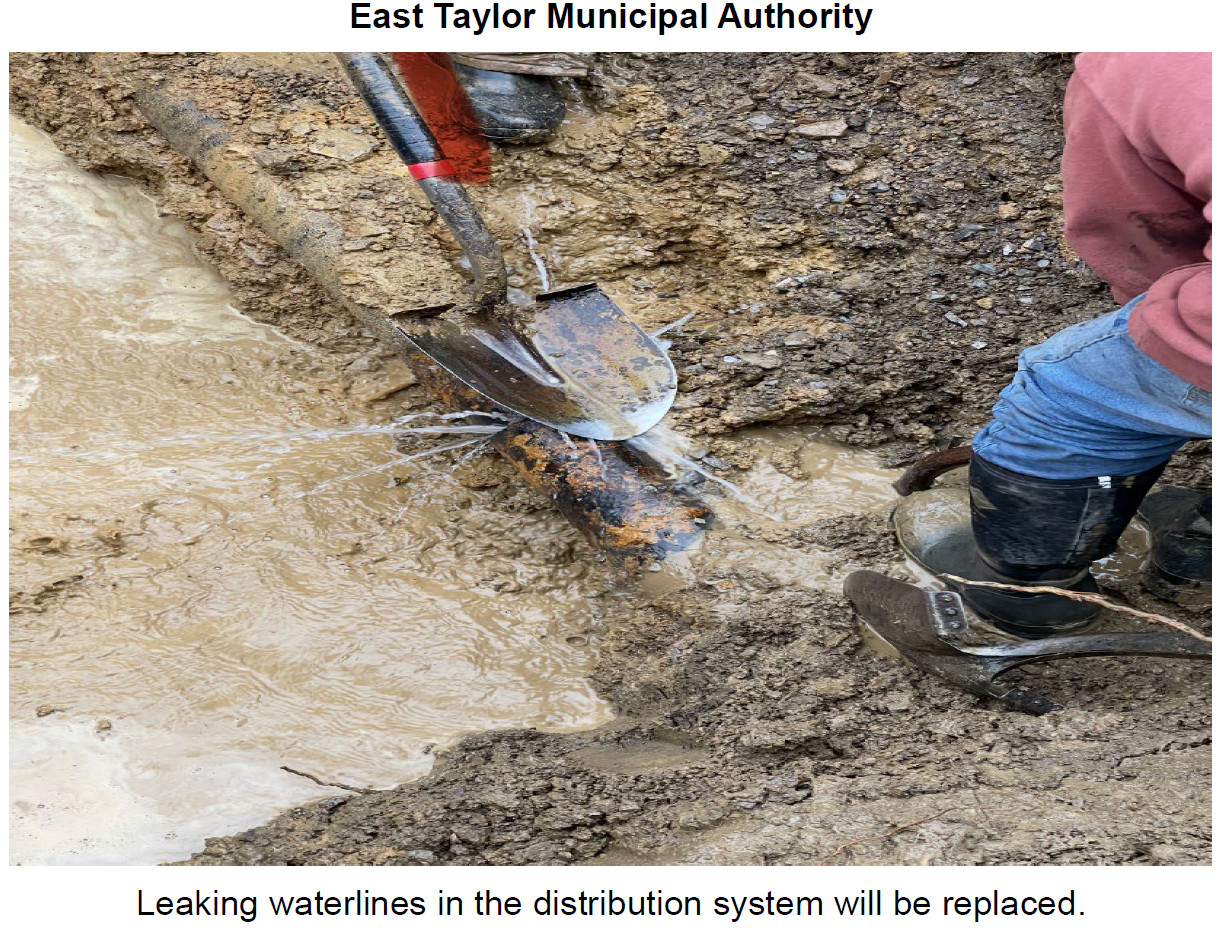 East Taylor Municipal Authority
Leaking waterlines in the distribution system will be replaced.